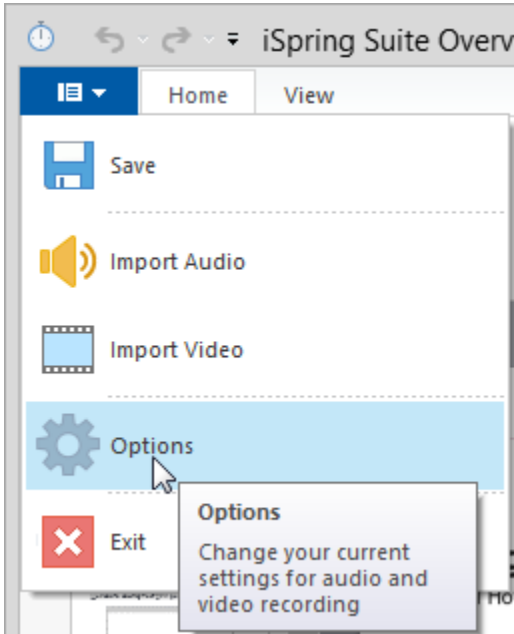 iSpring Suite Overv
Home View
Save
Import Audio
Import Video
Options
Options
Change your current
settings for audio and
video recording
Exit